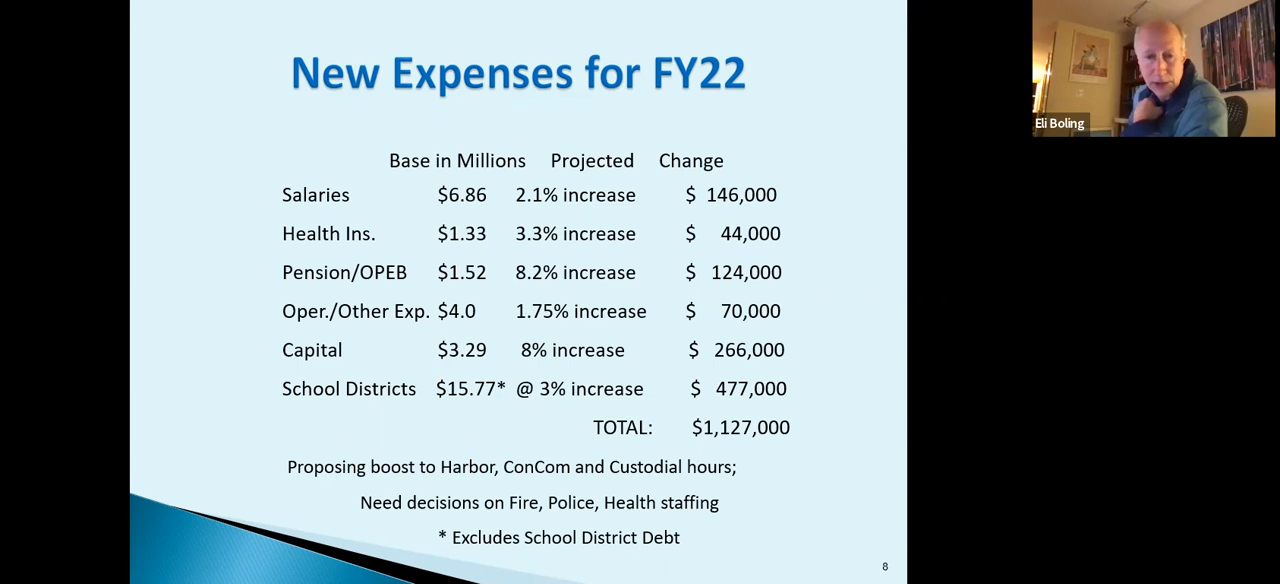 New Expenses for FY22
Eli Boling
Base in Millions Projected Change
Salaries $6.86 2.1% increase $ 146,000
Health Ins. $1.33 3.3% increase $ 44,000
Pension/OPEB $1.52 8.2% increase $ 124,000
Oper./Other Exp. $4.0 1.75% increase $ 70,000
Capital $3.29 8% increase $ 266,000
School Districts $15.77* @ 3% increase $ 477,000
TOTAL: $1,127,000
Proposing boost to Harbor, ConCom and Custodial hours;
Need decisions on Fire, Police, Health staffing
* Excludes School District Debt
8